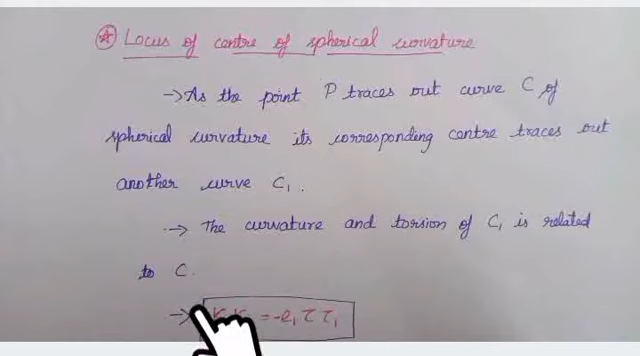 Locus of centre of spherical curvature
→ As the point P traces out curve C of
spherical curvature its corresponding centre traces out
another curve C₁.
→ The curvature and torsion of C₁ is related
to C.
→ = -e₁ τ τ₁